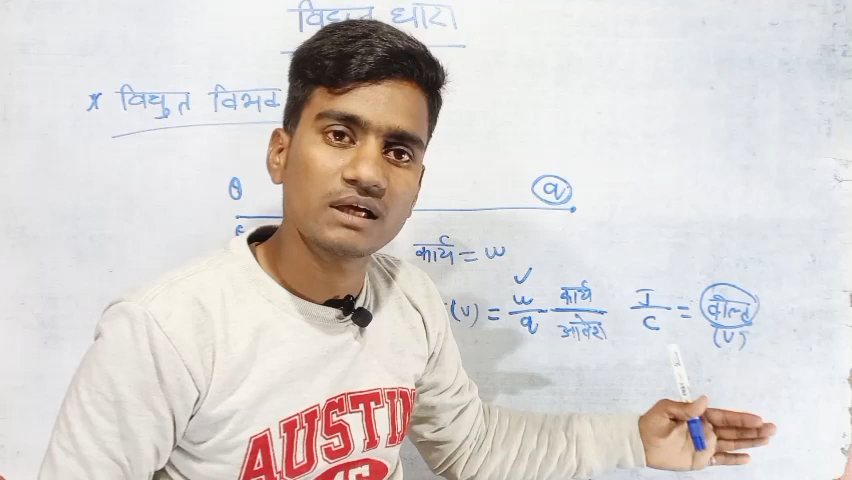 विद्युत धारा
* विद्युत विभव
θ q
कार्य = w
(v) = w/q कार्य/आवेश J/C = वोल्ट (v)
AUSTIN